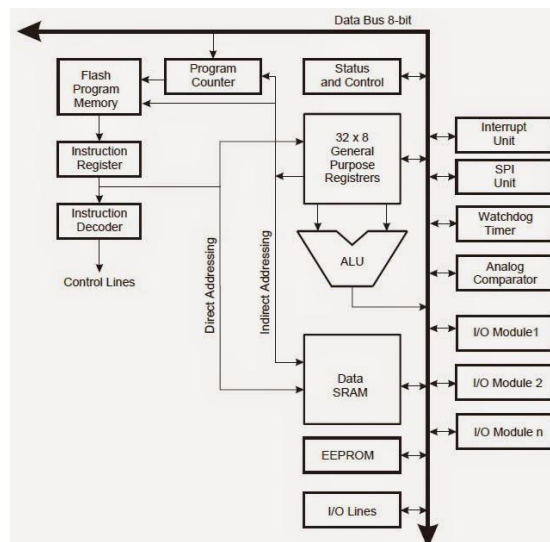 Data Bus 8-bit
Flash
Program
Memory
Program
Counter
Status
and Control
Instruction
Register
32 x 8
General
Purpose
Registrers
Interrupt
Unit
SPI
Unit
Instruction
Decoder
Watchdog
Timer
ALU
Control Lines
Direct Addressing
Indirect Addressing
Analog
Comparator
I/O Module1
Data
SRAM
I/O Module 2
I/O Module n
EEPROM
I/O Lines